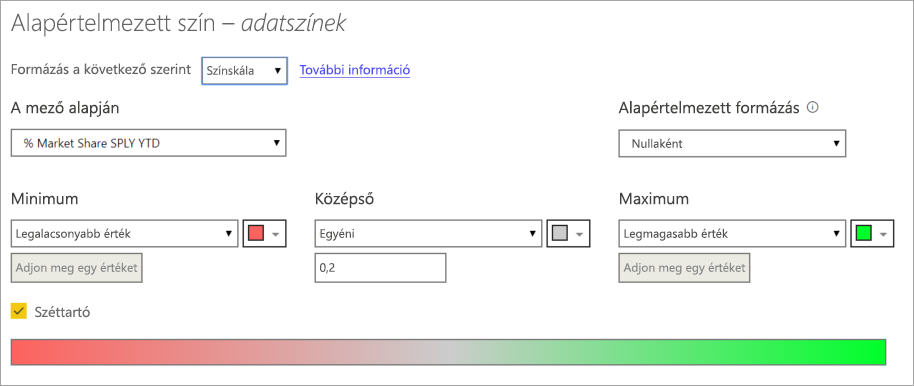 Alapértelmezett szín – adatszínek
Formázás a következő szerint Színskála További információ
A mező alapján Alapértelmezett formázás
% Market Share SPLY YTD Nullaként
Minimum Középső Maximum
Legalacsonyabb érték Egyéni Legmagasabb érték
Adjon meg egy értéket 0,2 Adjon meg egy értéket
Széttartó